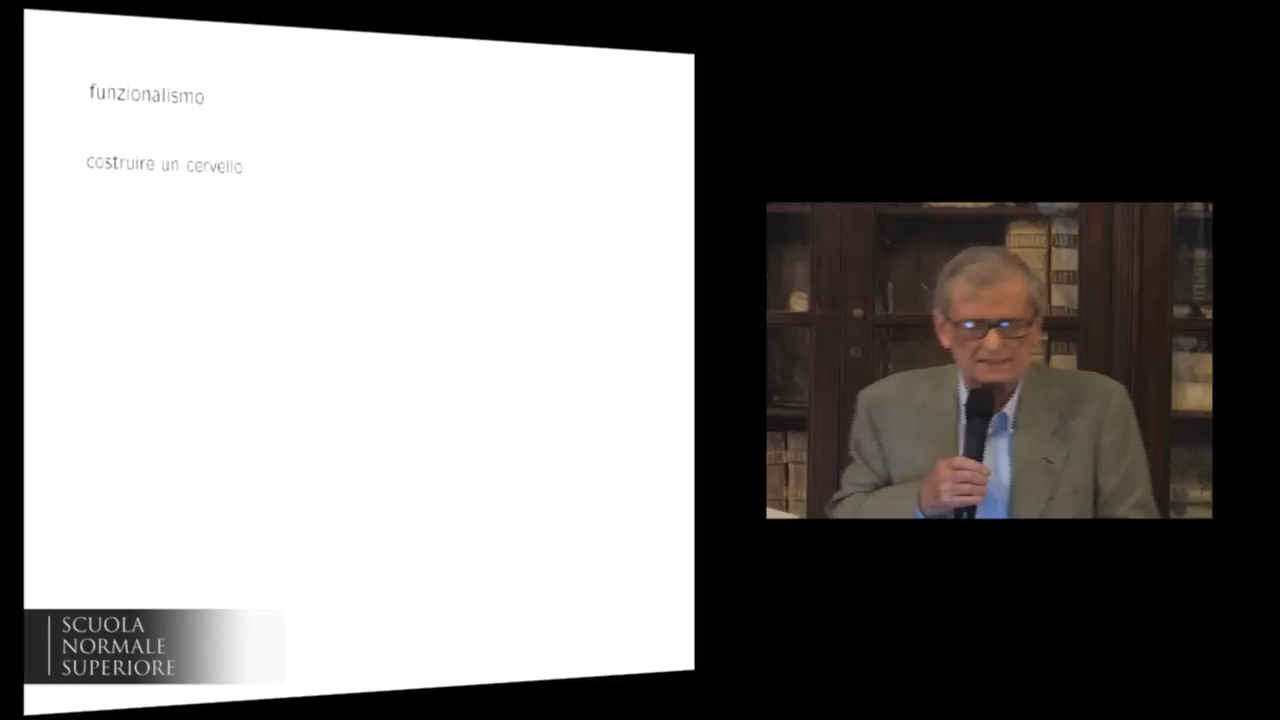 funzionalismo
costruire un cervello
SCUOLA
NORMALE
SUPERIORE